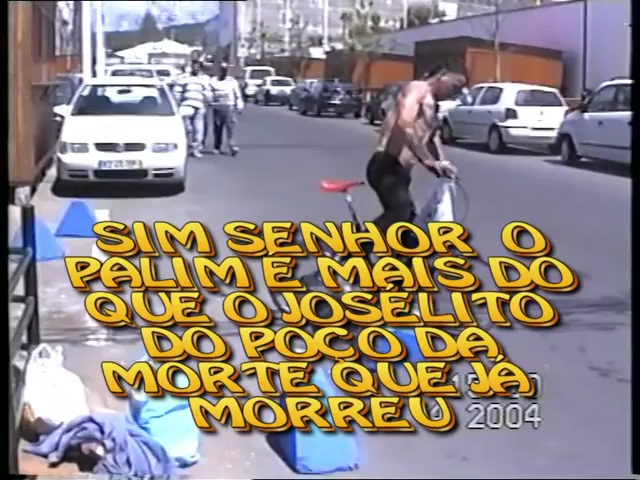 SIM SENHOR O
PALIM É MAIS DO
QUE O JOSÉLITO
DO POÇO DA
MORTE QUE JÁ
MORREU
2004